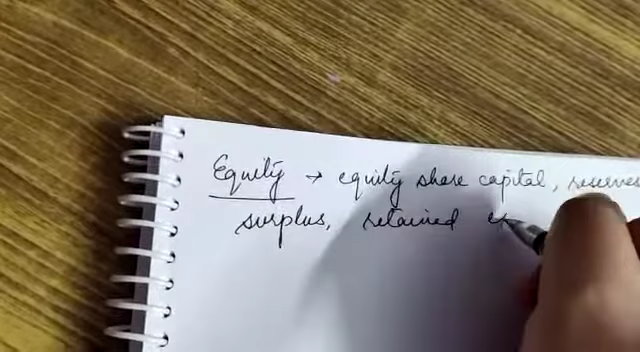 Equity → equity share capital, reserves
surplus, retained